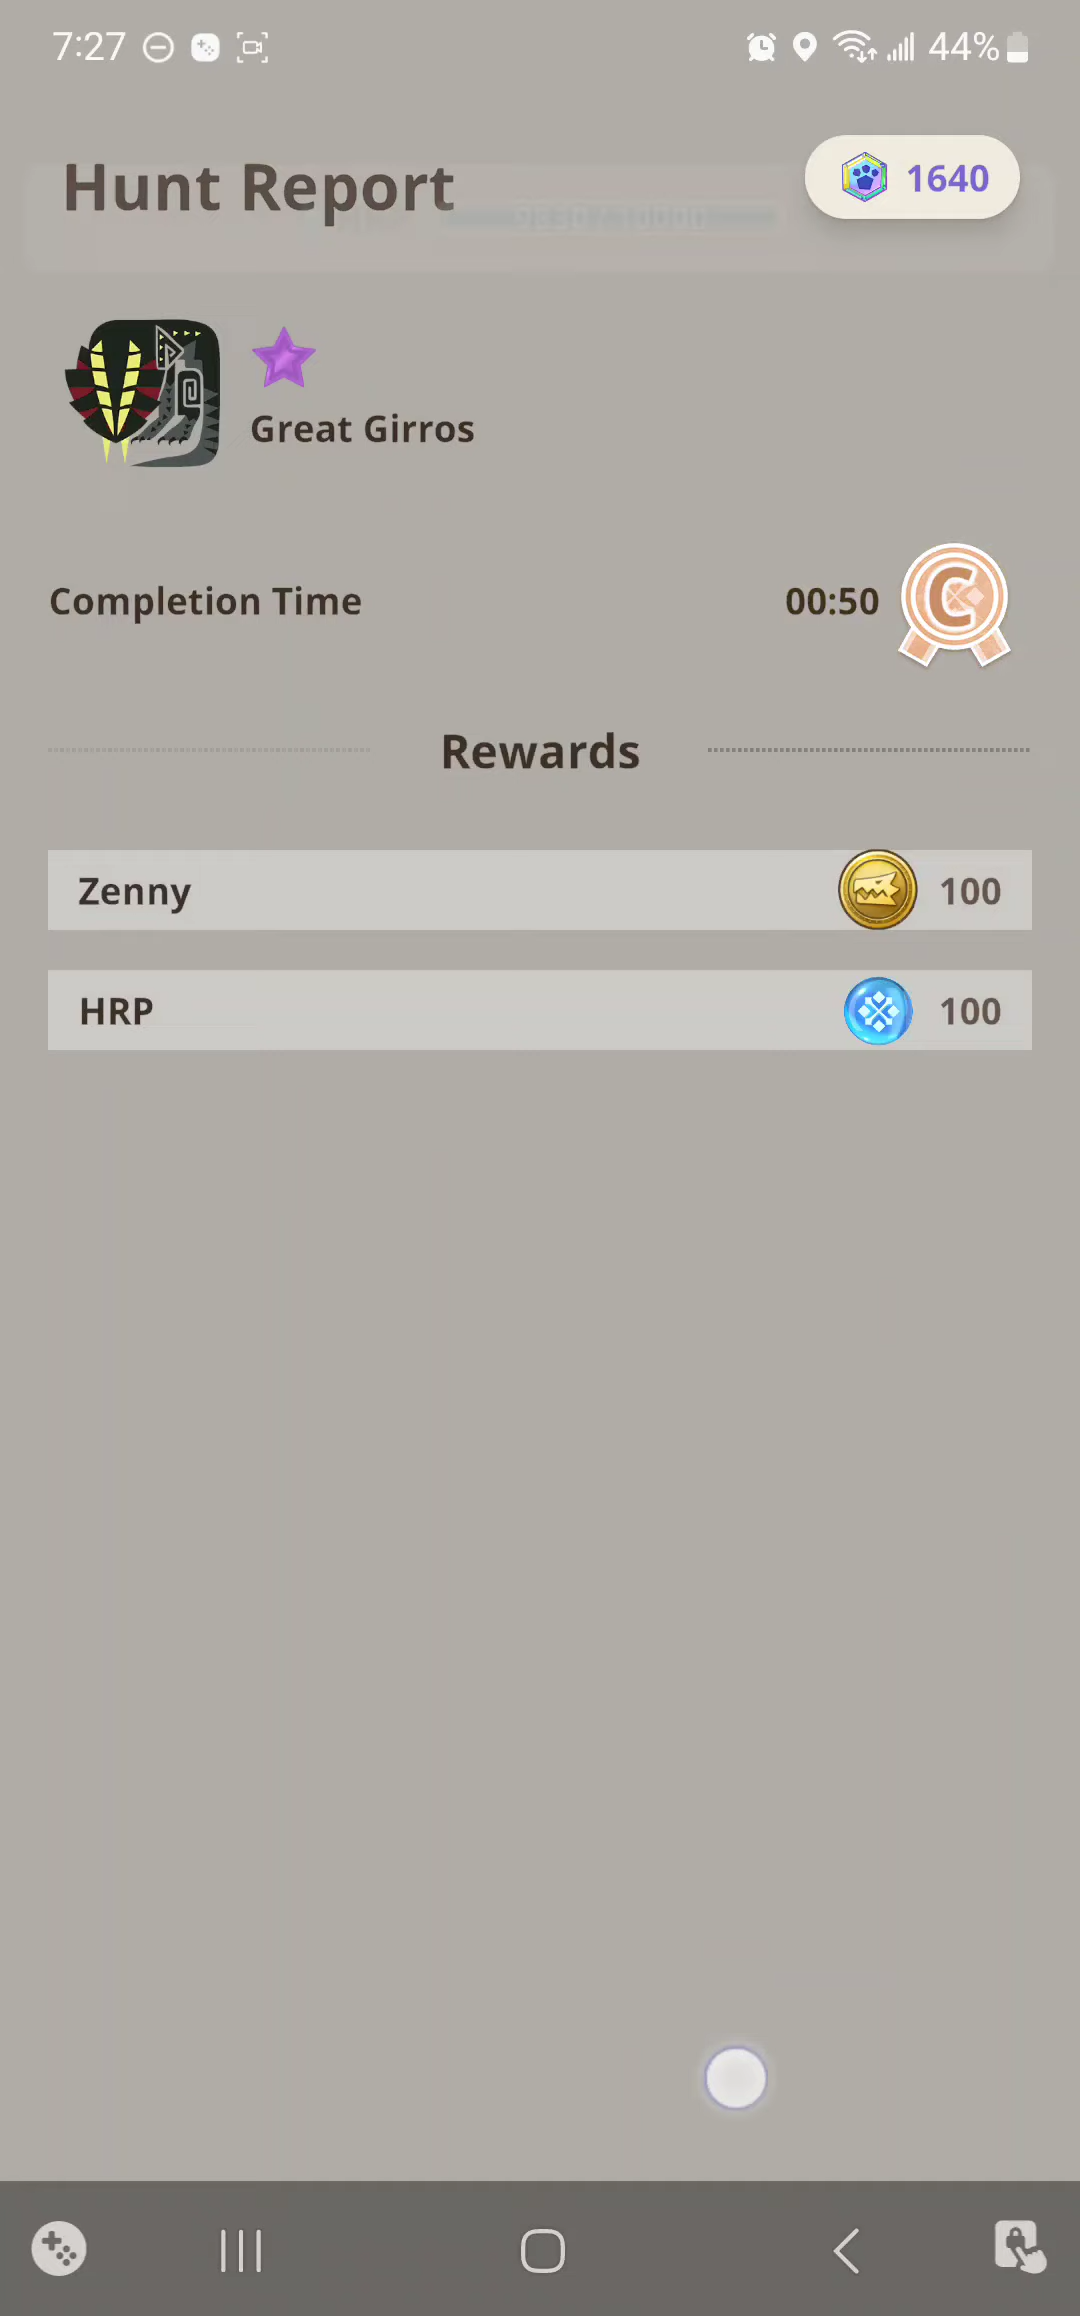 7:27 44%
Hunt Report 1640
Great Girros
Completion Time 00:50 C
Rewards
Zenny 100
HRP 100